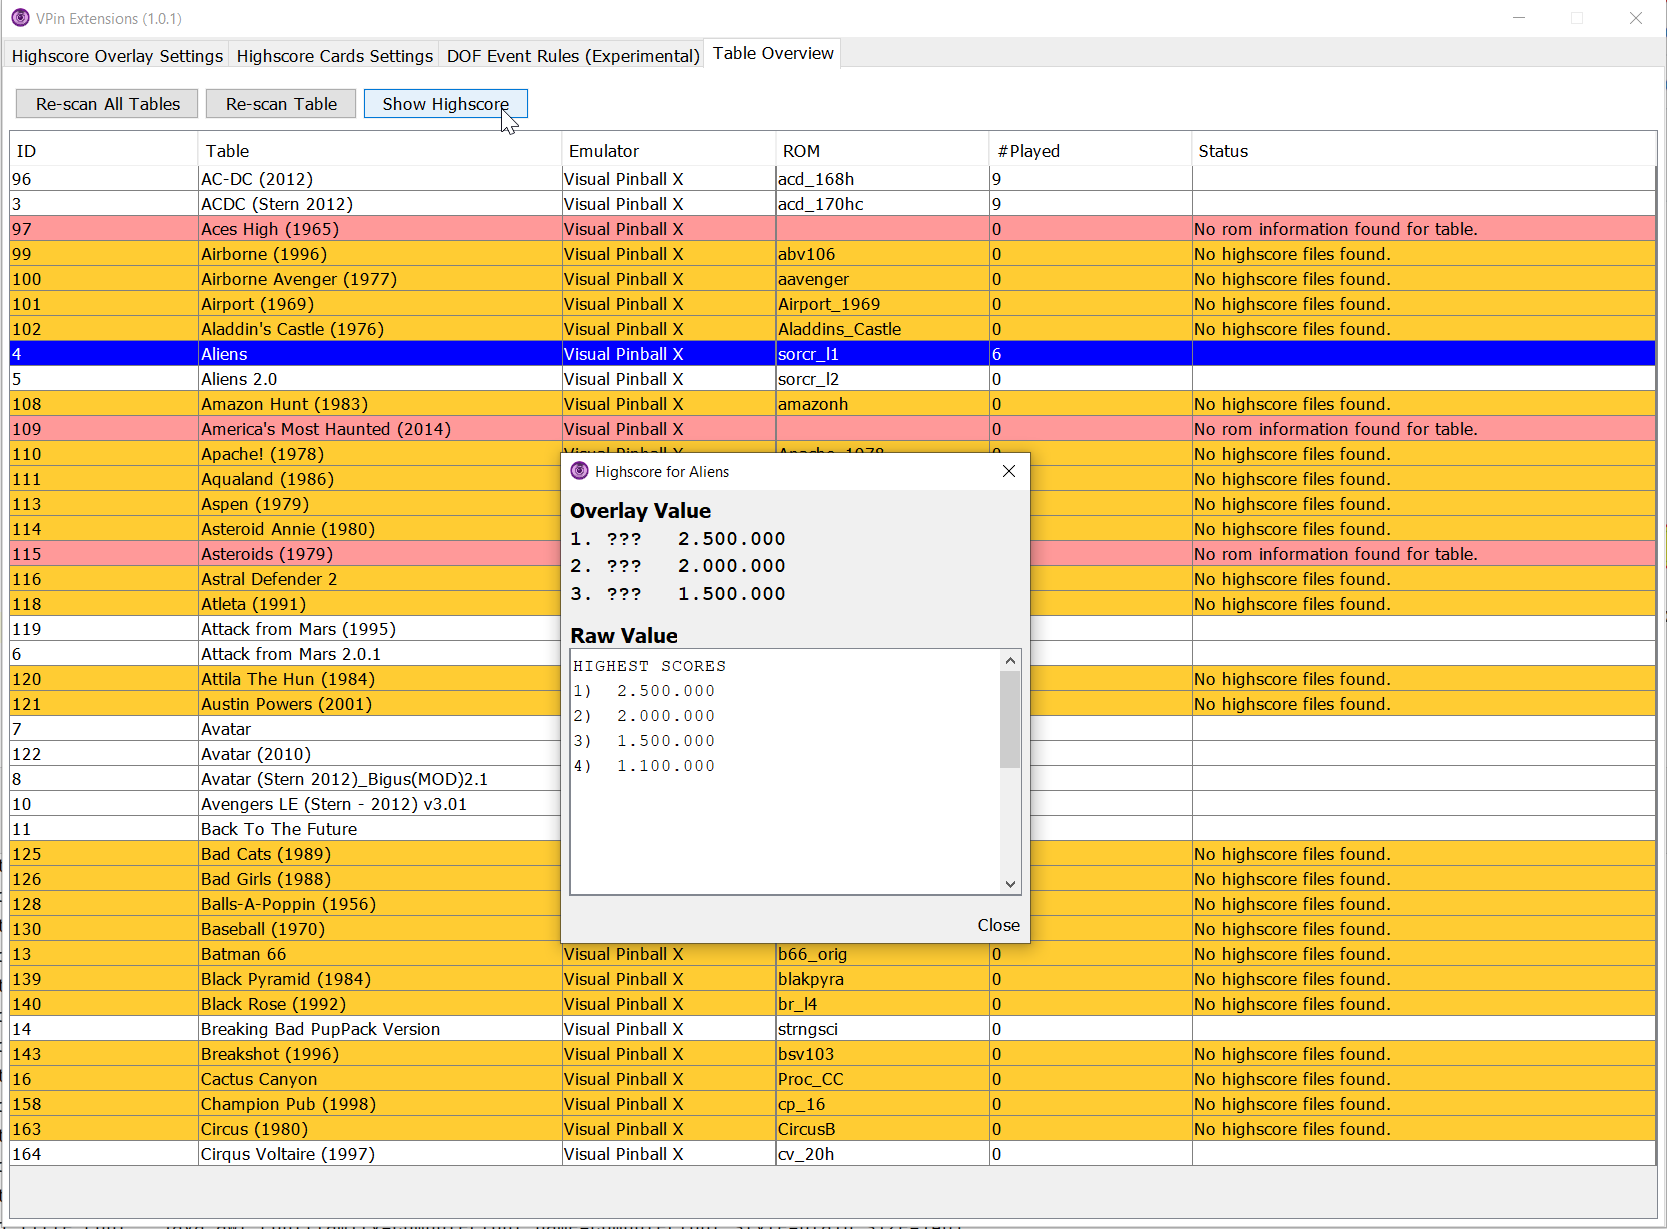 VPin Extensions (1.0.1)
Highscore Overlay Settings Highscore Cards Settings DOF Event Rules (Experimental) Table Overview
Re-scan All Tables Re-scan Table Show Highscore
ID Table Emulator ROM #Played Status
96 AC-DC (2012) Visual Pinball X acd_168h 9
3 ACDC (Stern 2012) Visual Pinball X acd_170hc 9
97 Aces High (1965) Visual Pinball X 0 No rom information found for table.
99 Airborne (1996) Visual Pinball X abv106 0 No highscore files found.
100 Airborne Avenger (1977) Visual Pinball X aavenger 0 No highscore files found.
101 Airport (1969) Visual Pinball X Airport_1969 0 No highscore files found.
102 Aladdin's Castle (1976) Visual Pinball X Aladdins_Castle 0 No highscore files found.
4 Aliens Visual Pinball X sorcr_l1 6
5 Aliens 2.0 Visual Pinball X sorcr_l2 0
108 Amazon Hunt (1983) Visual Pinball X amazonh 0 No highscore files found.
109 America's Most Haunted (2014) Visual Pinball X 0 No rom information found for table.
110 Apache! (1978) No highscore files found.
111 Aqualand (1986) No highscore files found.
113 Aspen (1979) No highscore files found.
114 Asteroid Annie (1980) No highscore files found.
115 Asteroids (1979) No rom information found for table.
116 Astral Defender 2 No highscore files found.
118 Atleta (1991) No highscore files found.
119 Attack from Mars (1995)
6 Attack from Mars 2.0.1
120 Attila The Hun (1984) No highscore files found.
121 Austin Powers (2001) No highscore files found.
7 Avatar
122 Avatar (2010)
8 Avatar (Stern 2012)_Bigus(MOD)2.1
10 Avengers LE (Stern - 2012) v3.01
11 Back To The Future
125 Bad Cats (1989) No highscore files found.
126 Bad Girls (1988) No highscore files found.
128 Balls-A-Poppin (1956) No highscore files found.
130 Baseball (1970) No highscore files found.
13 Batman 66 Visual Pinball X b66_orig 0 No highscore files found.
139 Black Pyramid (1984) Visual Pinball X blakpyra 0 No highscore files found.
140 Black Rose (1992) Visual Pinball X br_l4 0 No highscore files found.
14 Breaking Bad PupPack Version Visual Pinball X strngsci 0
143 Breakshot (1996) Visual Pinball X bsv103 0 No highscore files found.
16 Cactus Canyon Visual Pinball X Proc_CC 0 No highscore files found.
158 Champion Pub (1998) Visual Pinball X cp_16 0 No highscore files found.
163 Circus (1980) Visual Pinball X CircusB 0 No highscore files found.
164 Cirqus Voltaire (1997) Visual Pinball X cv_20h 0
Highscore for Aliens
Overlay Value
1. ??? 2.500.000
2. ??? 2.000.000
3. ??? 1.500.000
Raw Value
HIGHEST SCORES
1) 2.500.000
2) 2.000.000
3) 1.500.000
4) 1.100.000
Close